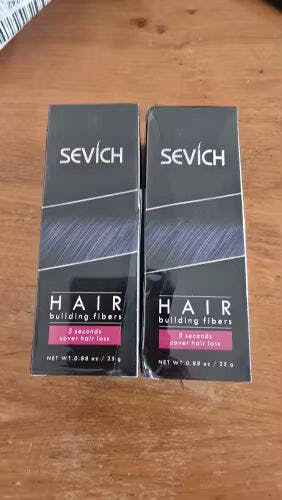 SEVICH
HAIR
building fibers
5 seconds
cover hair loss
NET WT.0.88 oz / 25 g
SEVICH
HAIR
building fibers
5 seconds
cover hair loss
NET WT.0.88 oz / 25 g